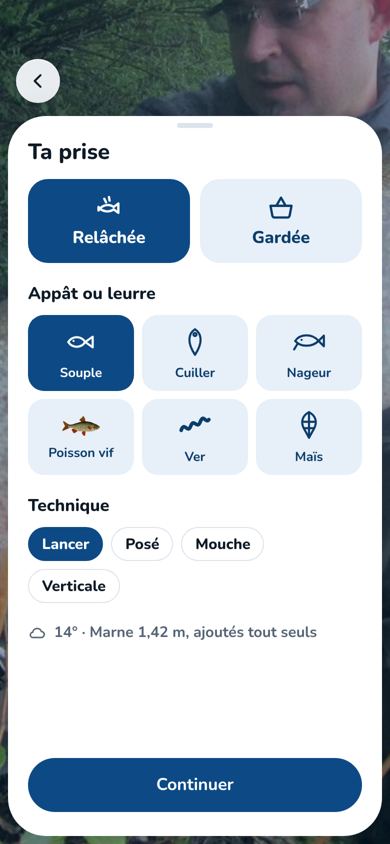 Ta prise
Relâchée
Gardée
Appât ou leurre
Souple
Cuiller
Nageur
Poisson vif
Ver
Maïs
Technique
Lancer
Posé
Mouche
Verticale
14° · Marne 1,42 m, ajoutés tout seuls
Continuer